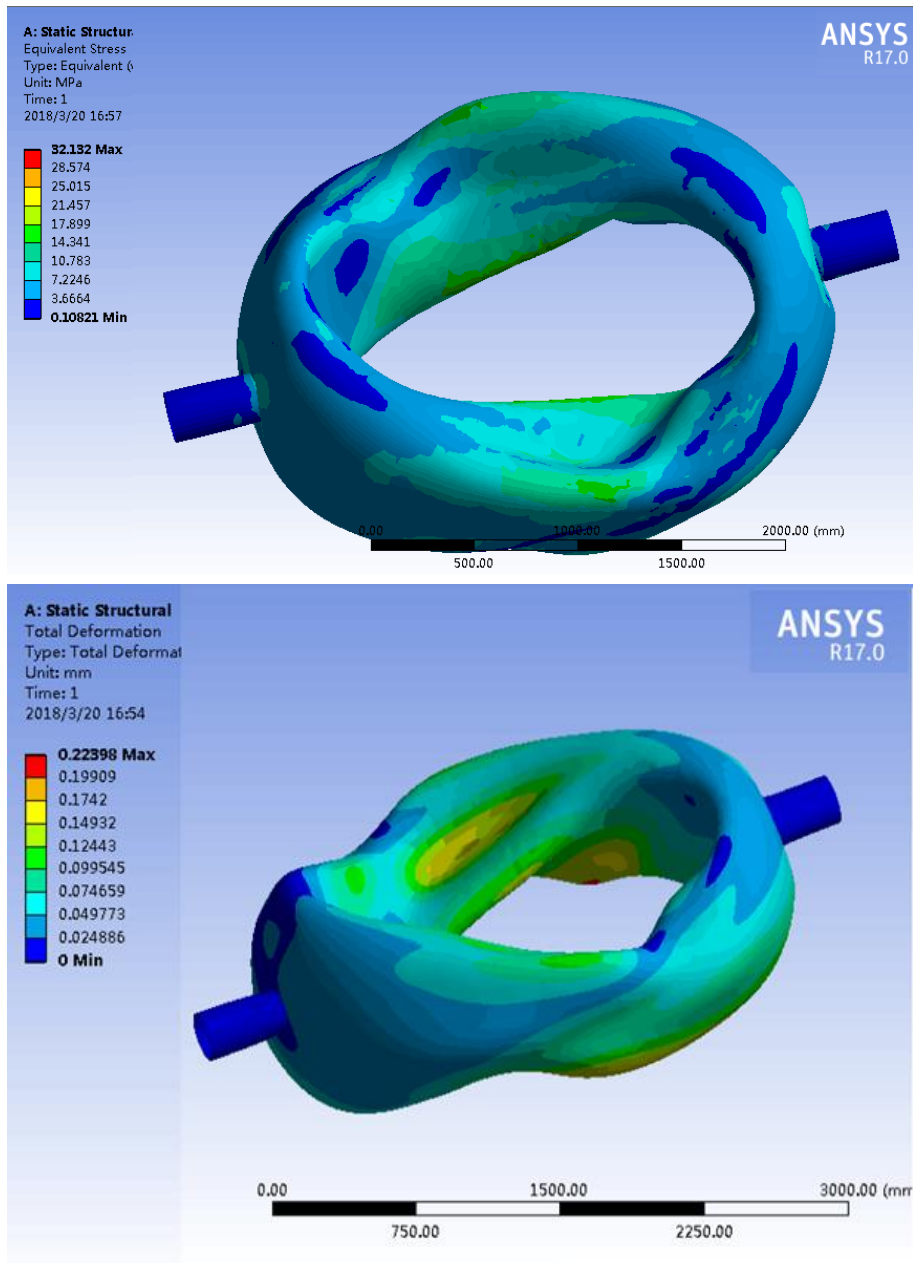 A: Static Structur
Equivalent Stress
Type: Equivalent (v
Unit: MPa
Time: 1
2018/3/20 16:57
ANSYS
R17.0
32.132 Max
28.574
25.015
21.457
17.899
14.341
10.783
7.2246
3.6664
0.10821 Min
0.00
1000.00
2000.00 (mm)
500.00
1500.00
A: Static Structural
Total Deformation
Type: Total Deformat
Unit: mm
Time: 1
2018/3/20 16:54
ANSYS
R17.0
0.22398 Max
0.19909
0.1742
0.14932
0.12443
0.099545
0.074659
0.049773
0.024886
0 Min
0.00
1500.00
3000.00 (mm
750.00
2250.00